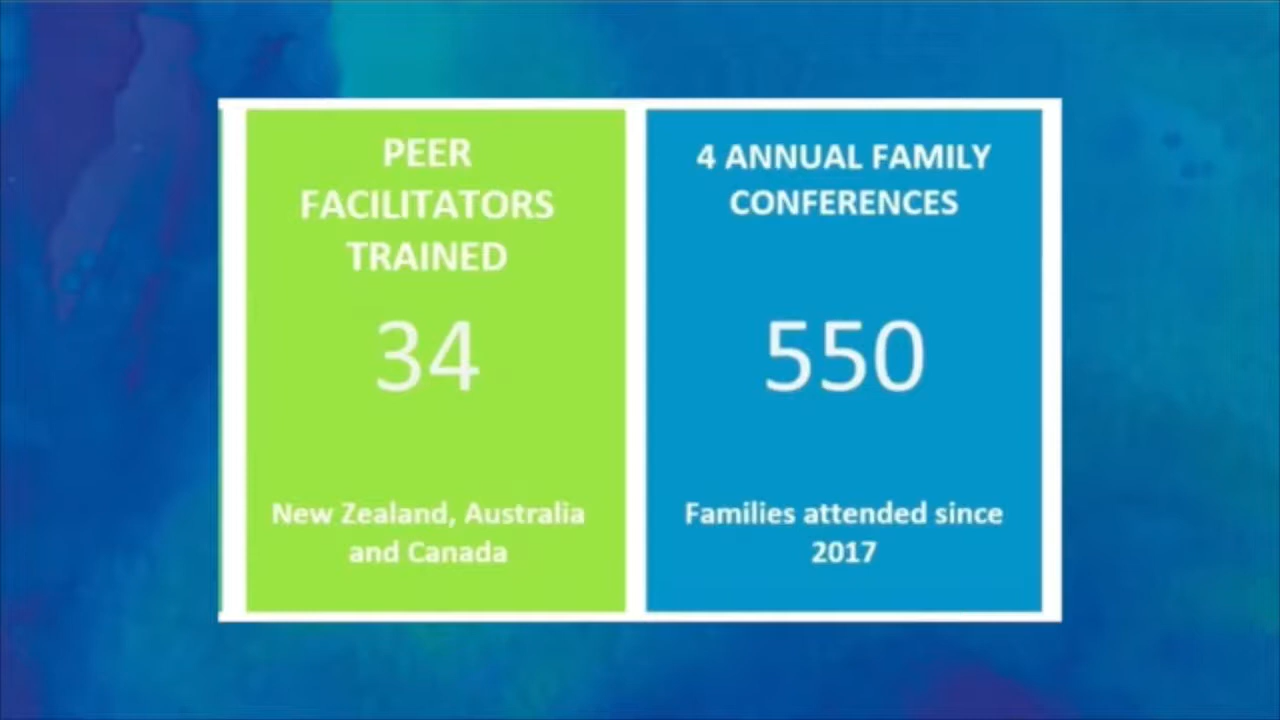 PEER
FACILITATORS
TRAINED
34
New Zealand, Australia
and Canada
4 ANNUAL FAMILY
CONFERENCES
550
Families attended since
2017